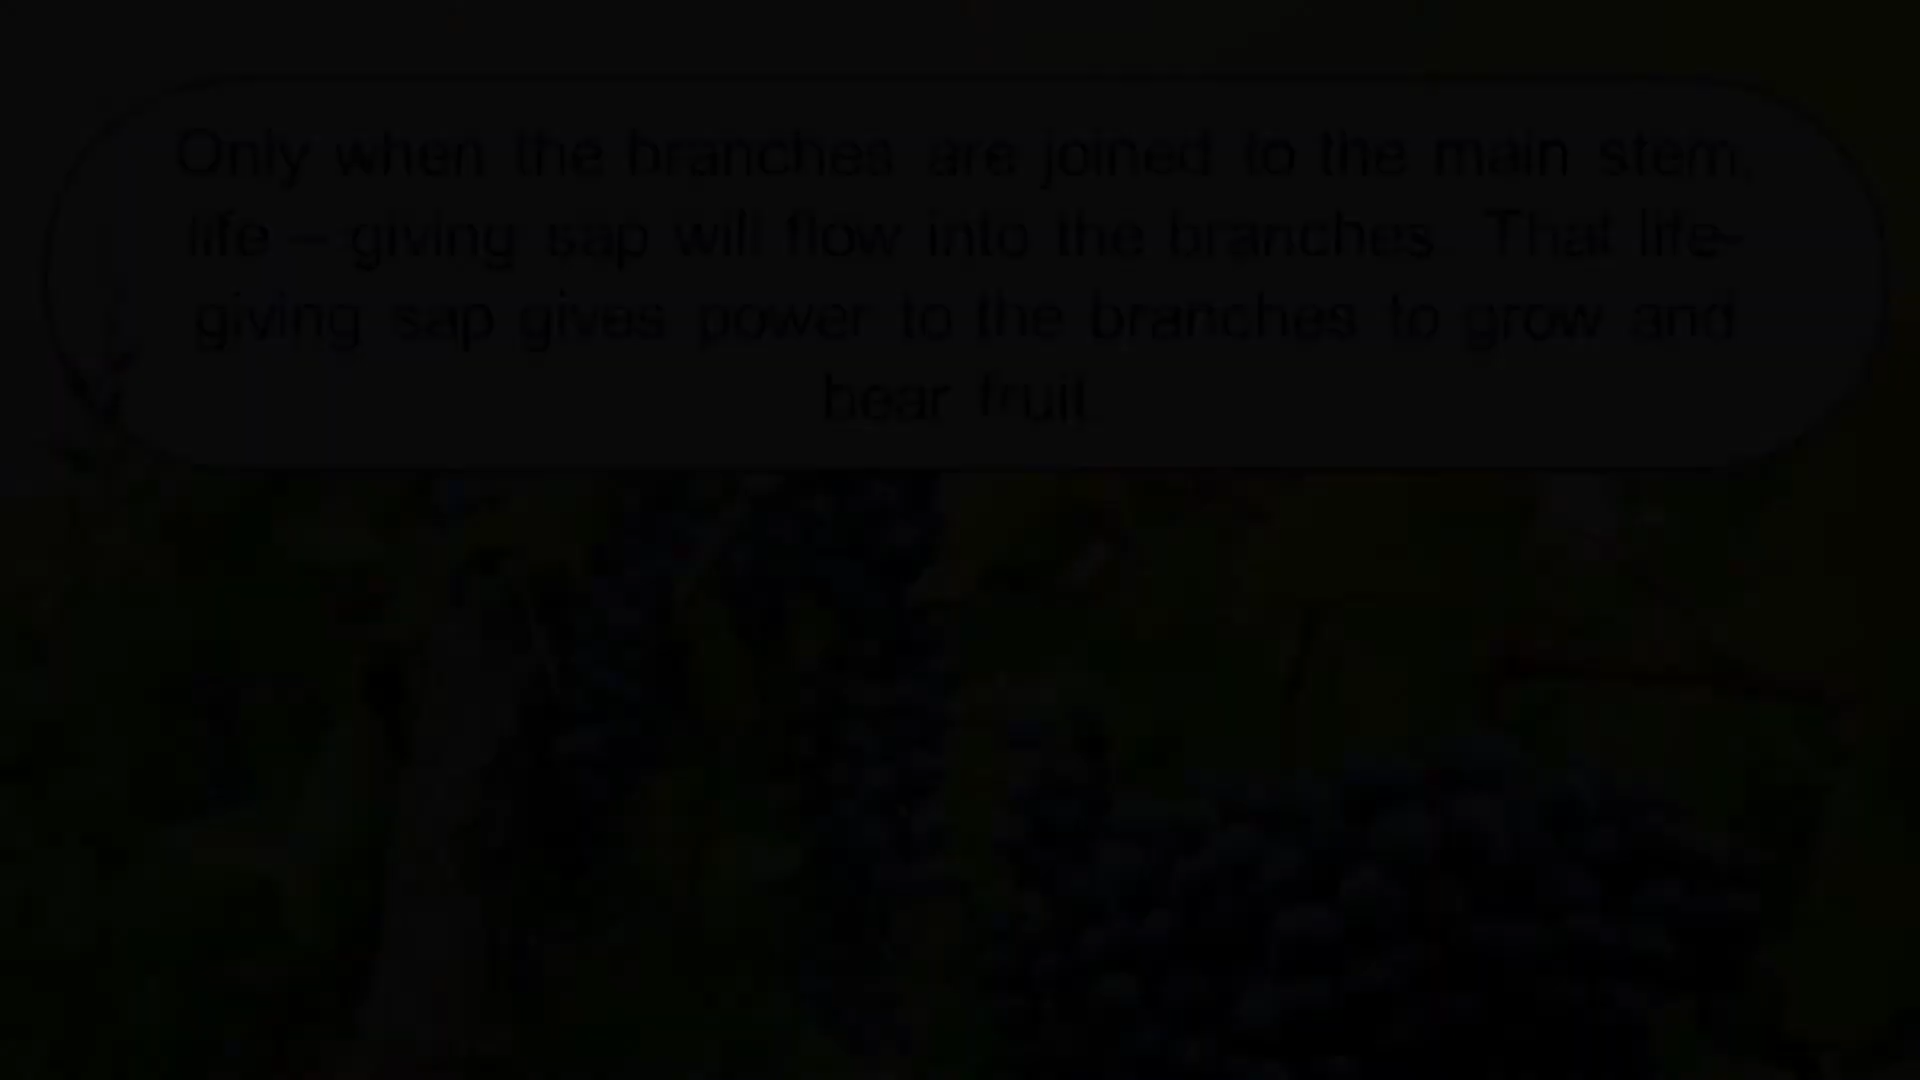 Only when the branches are joined to the main stem,
life – giving sap will flow into the branches. That life-
giving sap gives power to the branches to grow and
bear fruit.